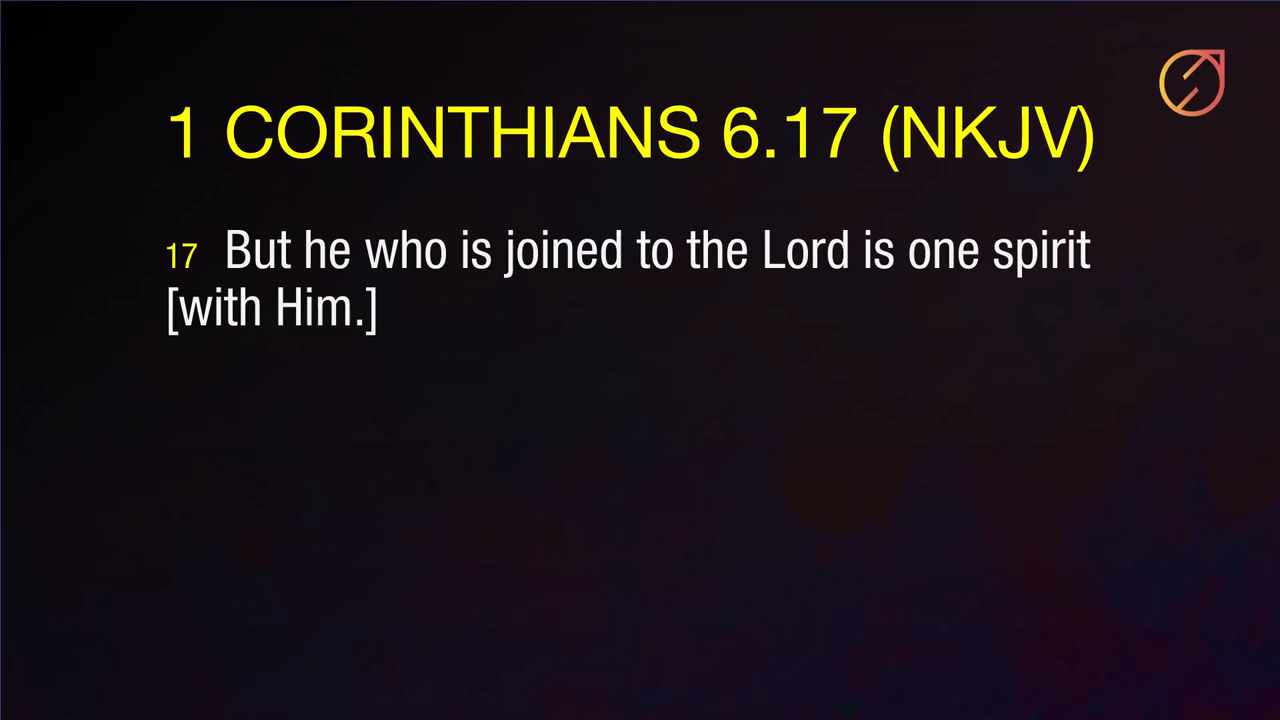 1 CORINTHIANS 6.17 (NKJV)
17 But he who is joined to the Lord is one spirit
[with Him.]